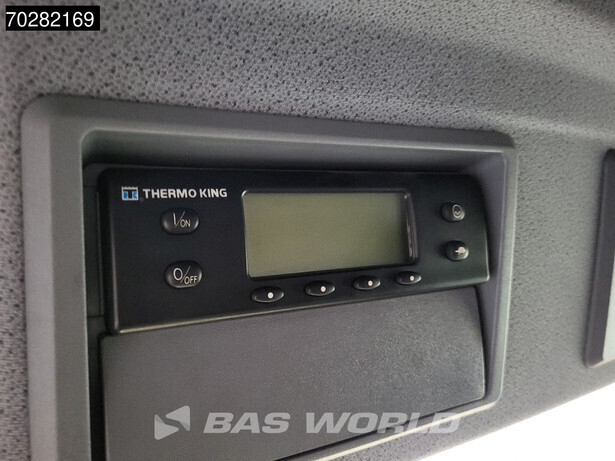 70282169
THERMO KING
I/ON
O/OFF
BAS WORLD